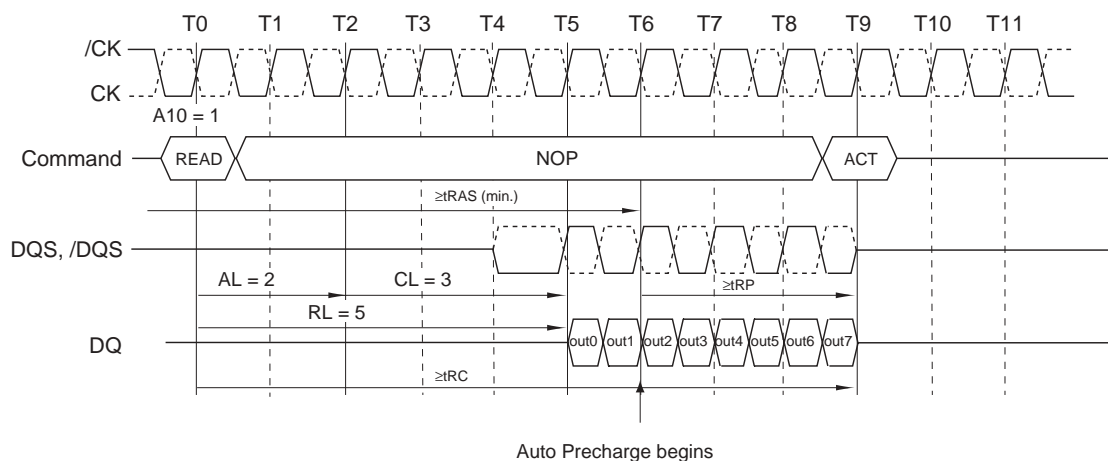 T0 T1 T2 T3 T4 T5 T6 T7 T8 T9 T10 T11
/CK
CK
A10 = 1
Command READ NOP ACT
≥tRAS (min.)
DQS, /DQS
AL = 2 CL = 3 ≥tRP
RL = 5
DQ out0 out1 out2 out3 out4 out5 out6 out7
≥tRC
Auto Precharge begins